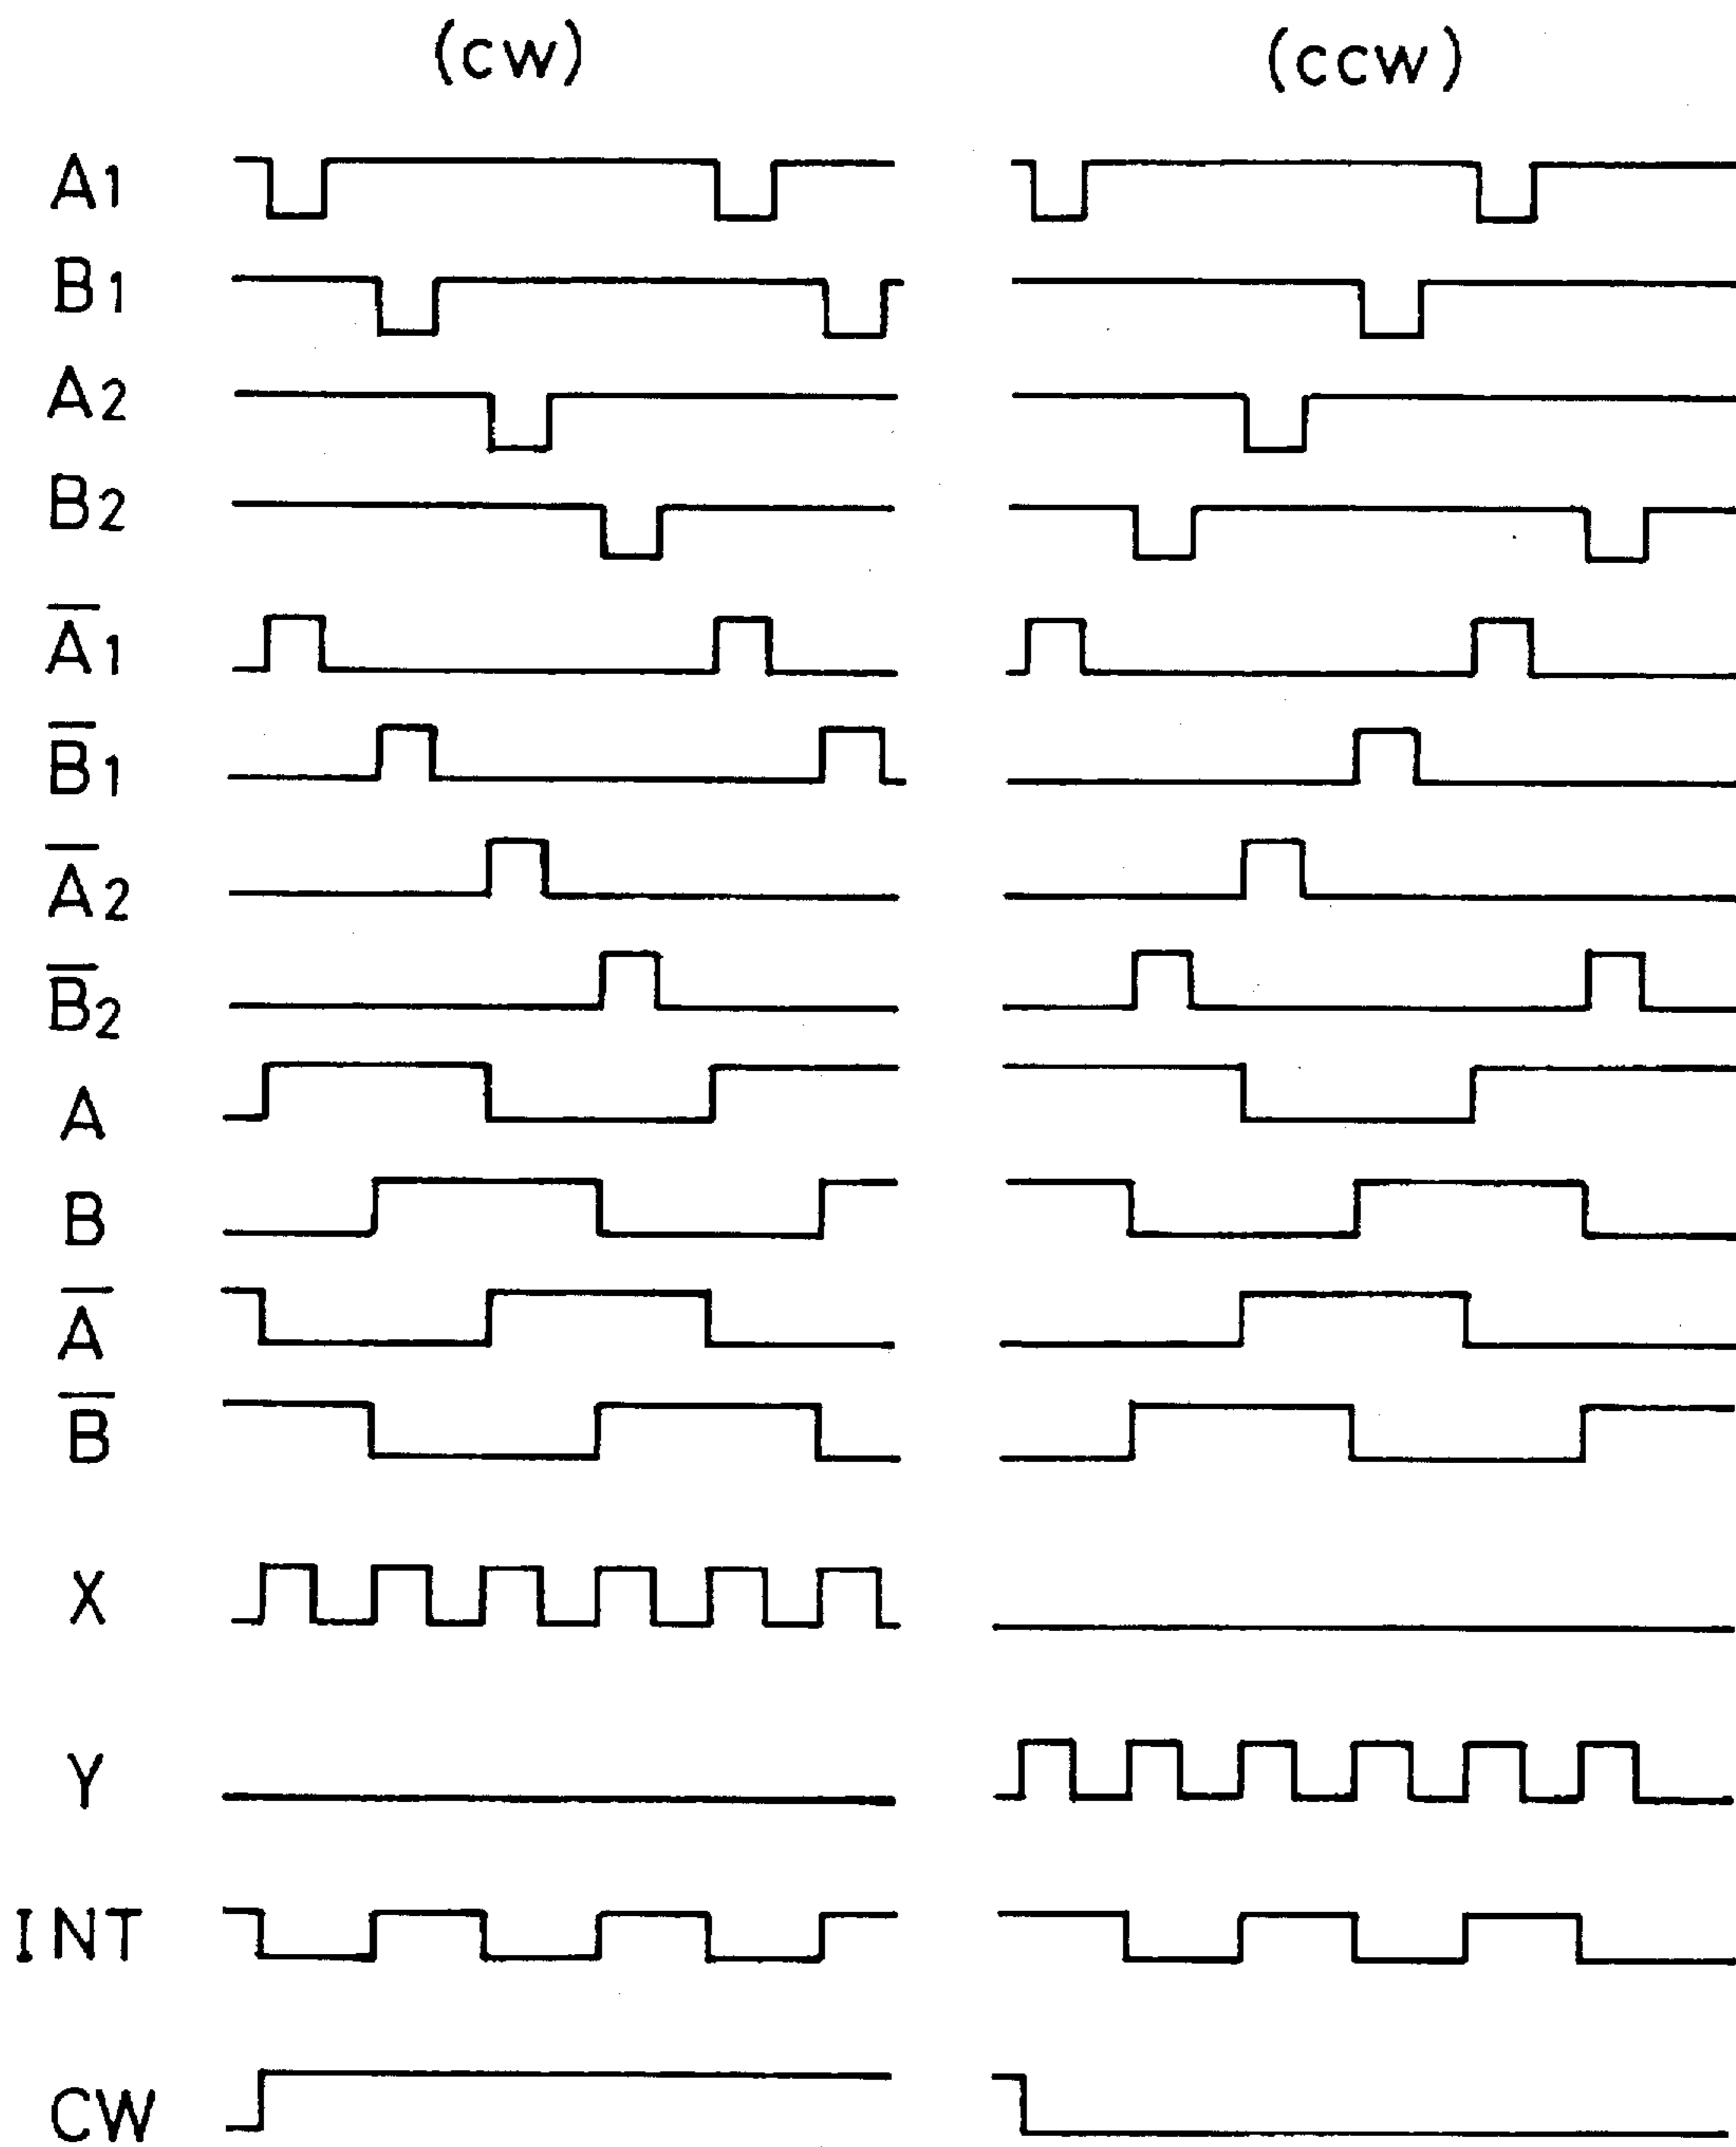 (cw) (ccw)
A1
B1
A2
B2
A̅1
B̅1
A̅2
B̅2
A
B
A̅
B̅
X
Y
INT
CW